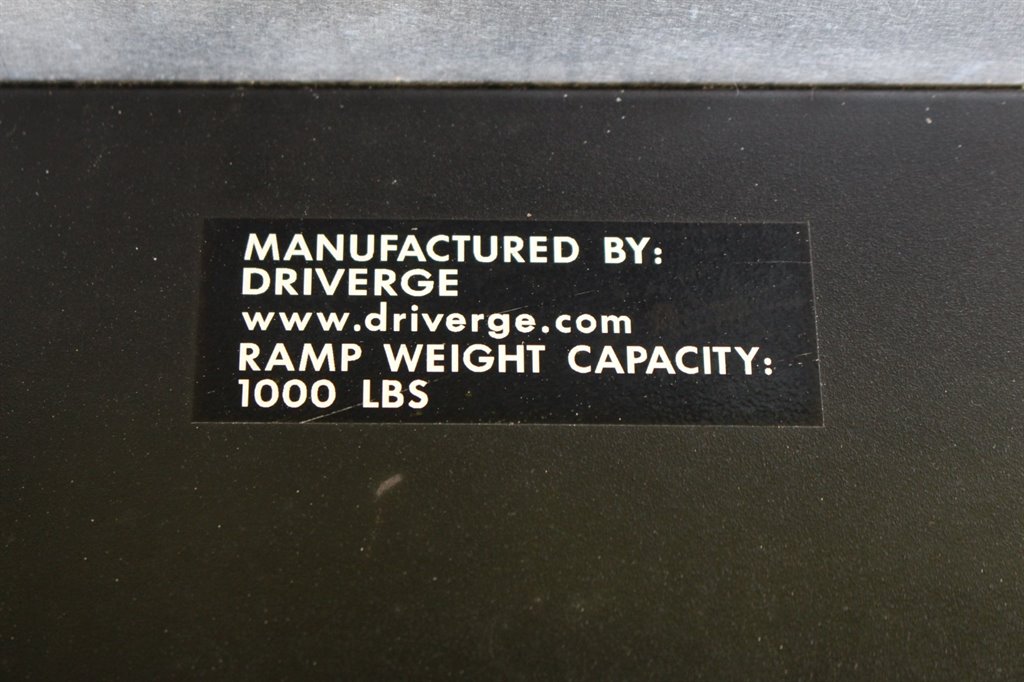 MANUFACTURED BY:
DRIVERGE
www.driverge.com
RAMP WEIGHT CAPACITY:
1000 LBS